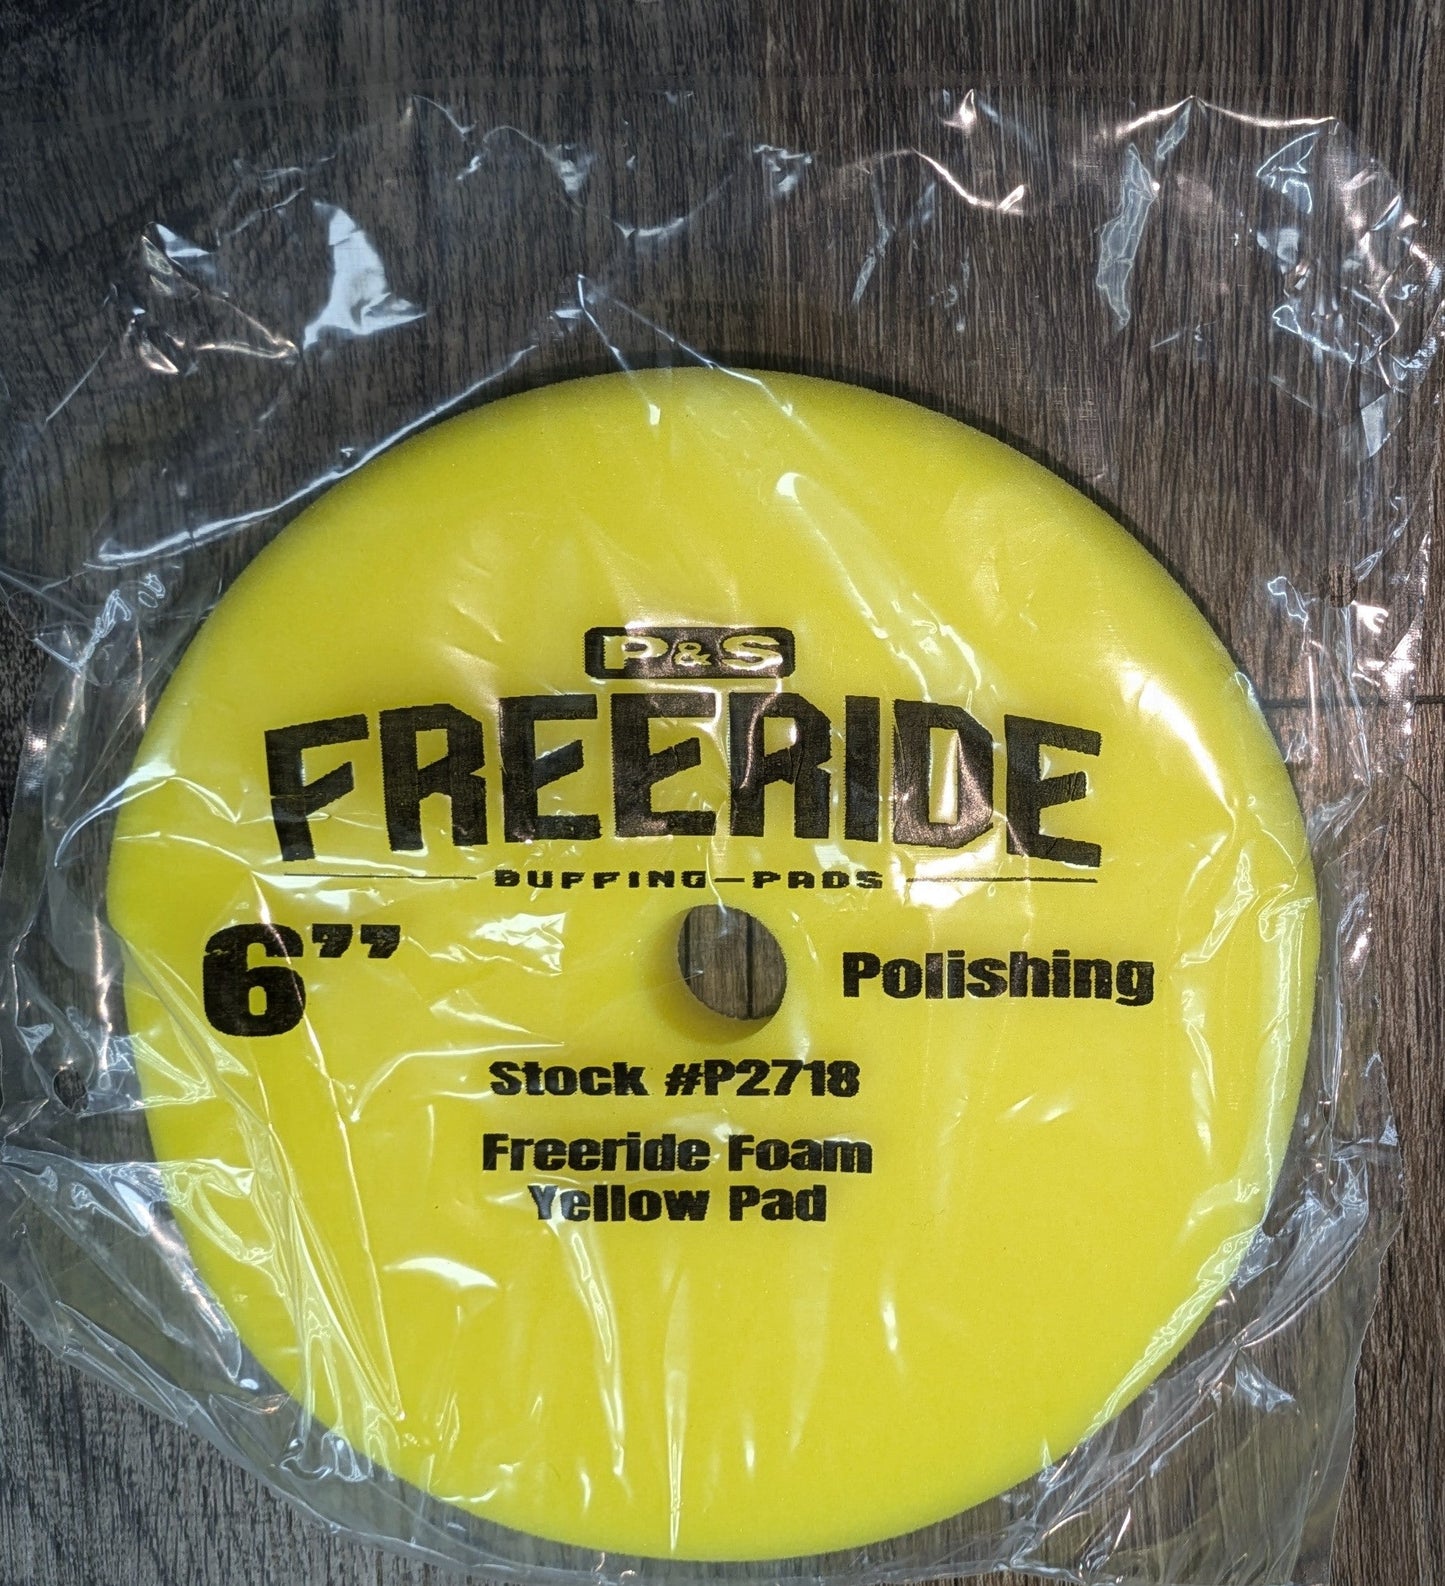 P&S
FREERIDE
BUFFING-PADS
6”
Polishing
Stock #P2718
Freeride Foam
Yellow Pad